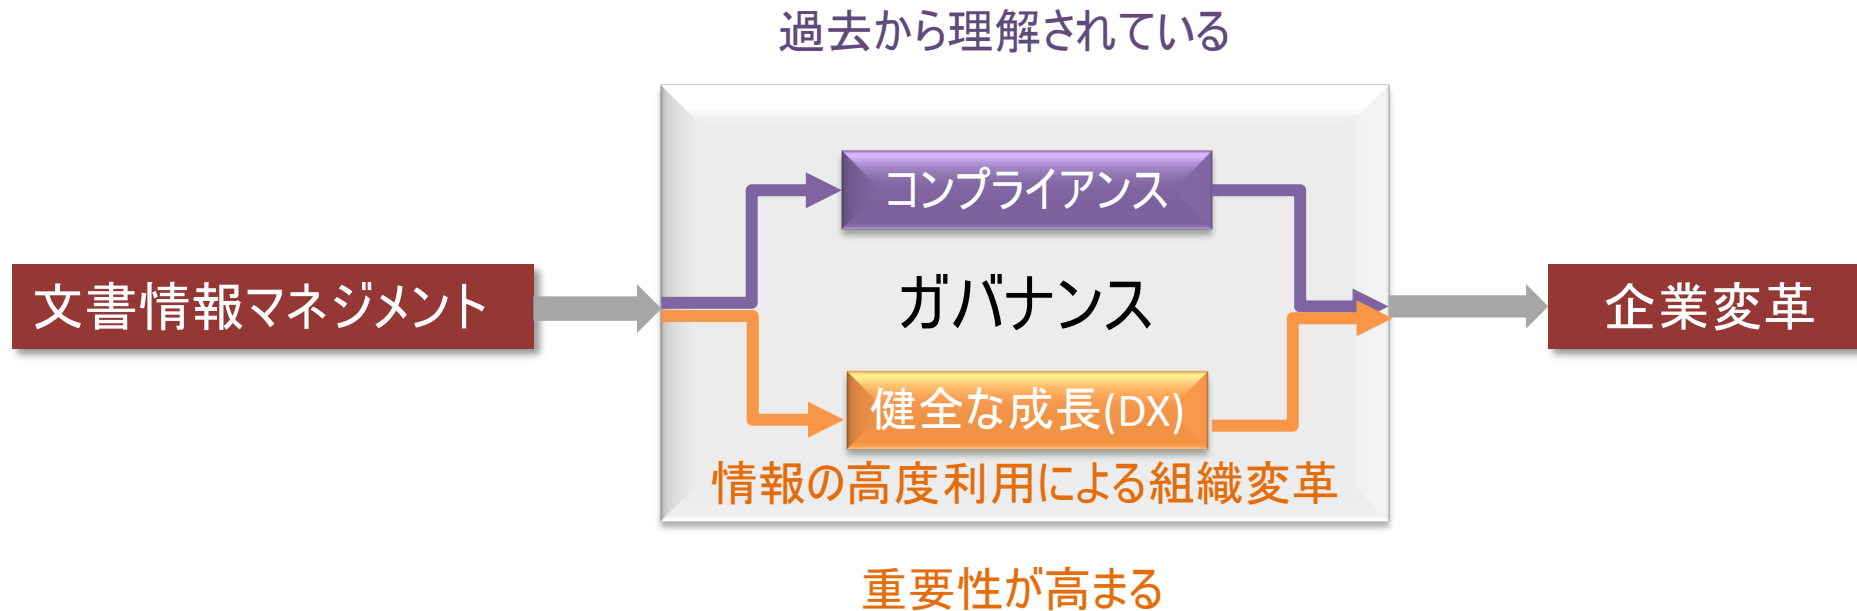 過去から理解されている
コンプライアンス
文書情報マネジメント
ガバナンス
企業変革
健全な成長(DX)
情報の高度利用による組織変革
重要性が高まる